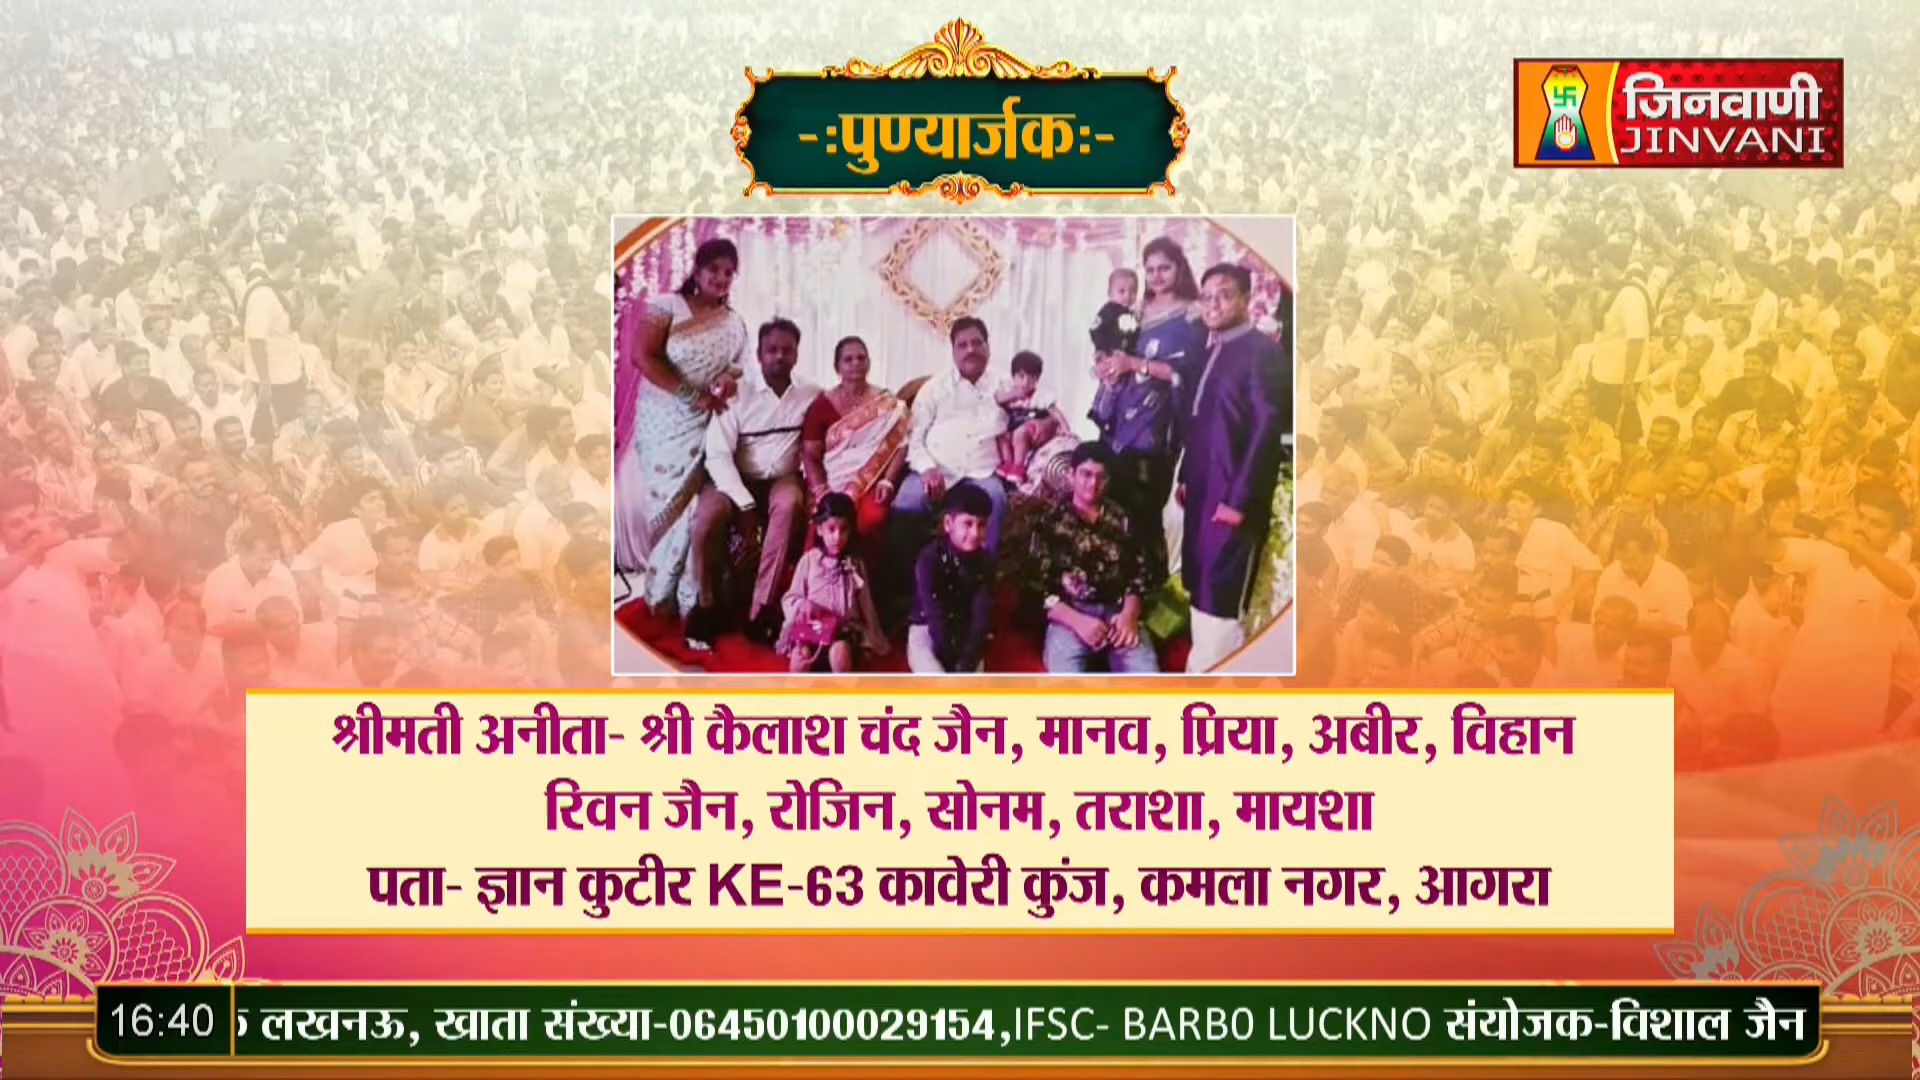 -:पुण्यार्जक:-
जिनवाणी
JINVANI
श्रीमती अनीता- श्री कैलाश चंद जैन, मानव, प्रिया, अबीर, विहान
रिवन जैन, रोजिन, सोनम, तराशा, मायशा
पता- ज्ञान कुटीर KE-63 कावेरी कुंज, कमला नगर, आगरा
16:40
लखनऊ, खाता संख्या-06450100029154,IFSC- BARB0 LUCKNO संयोजक-विशाल जैन